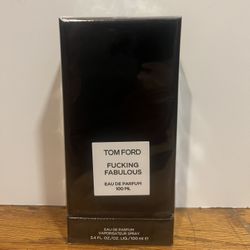 TOM FORD
FUCKING
FABULOUS
EAU DE PARFUM
100 ML
EAU DE PARFUM
VAPORISATEUR SPRAY
3.4 FL. OZ./OZ. LIQ./100 ml ℮